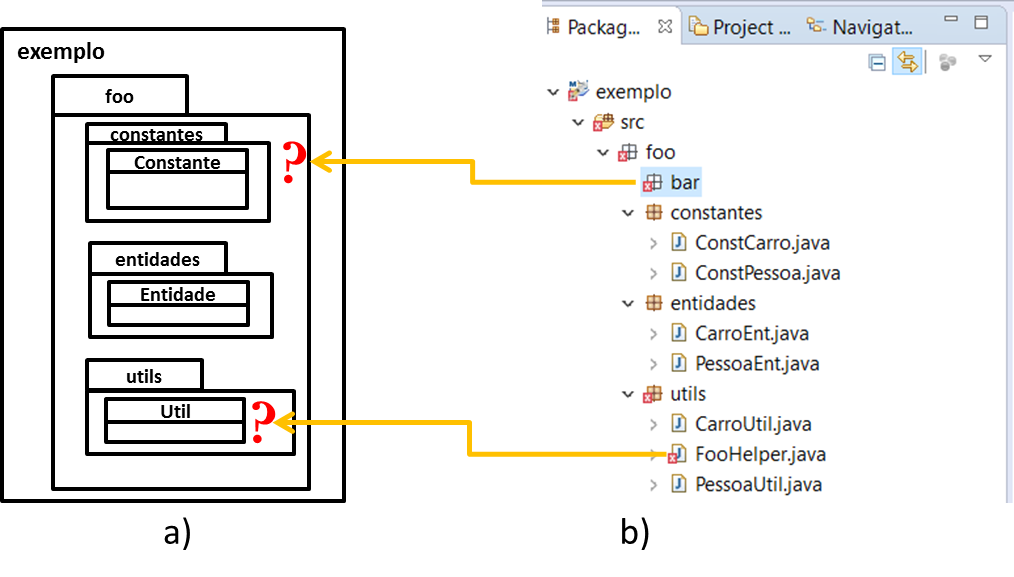 exemplo
foo
constantes
Constante
?
entidades
Entidade
utils
Util
?
a)
Packag...
Project ...
Navigat...
exemplo
src
foo
bar
constantes
ConstCarro.java
ConstPessoa.java
entidades
CarroEnt.java
PessoaEnt.java
utils
CarroUtil.java
FooHelper.java
PessoaUtil.java
b)